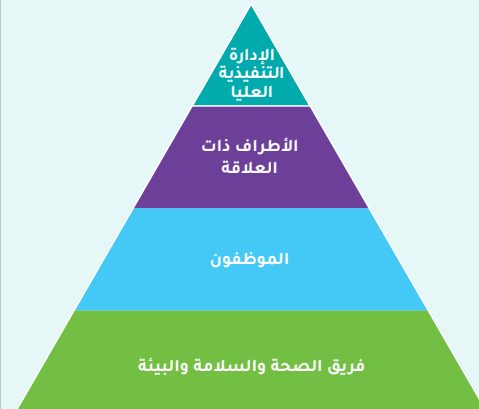 الإدارة
التنفيذية
العليا
الأطراف ذات
العلاقة
الموظفون
فريق الصحة والسلامة والبيئة